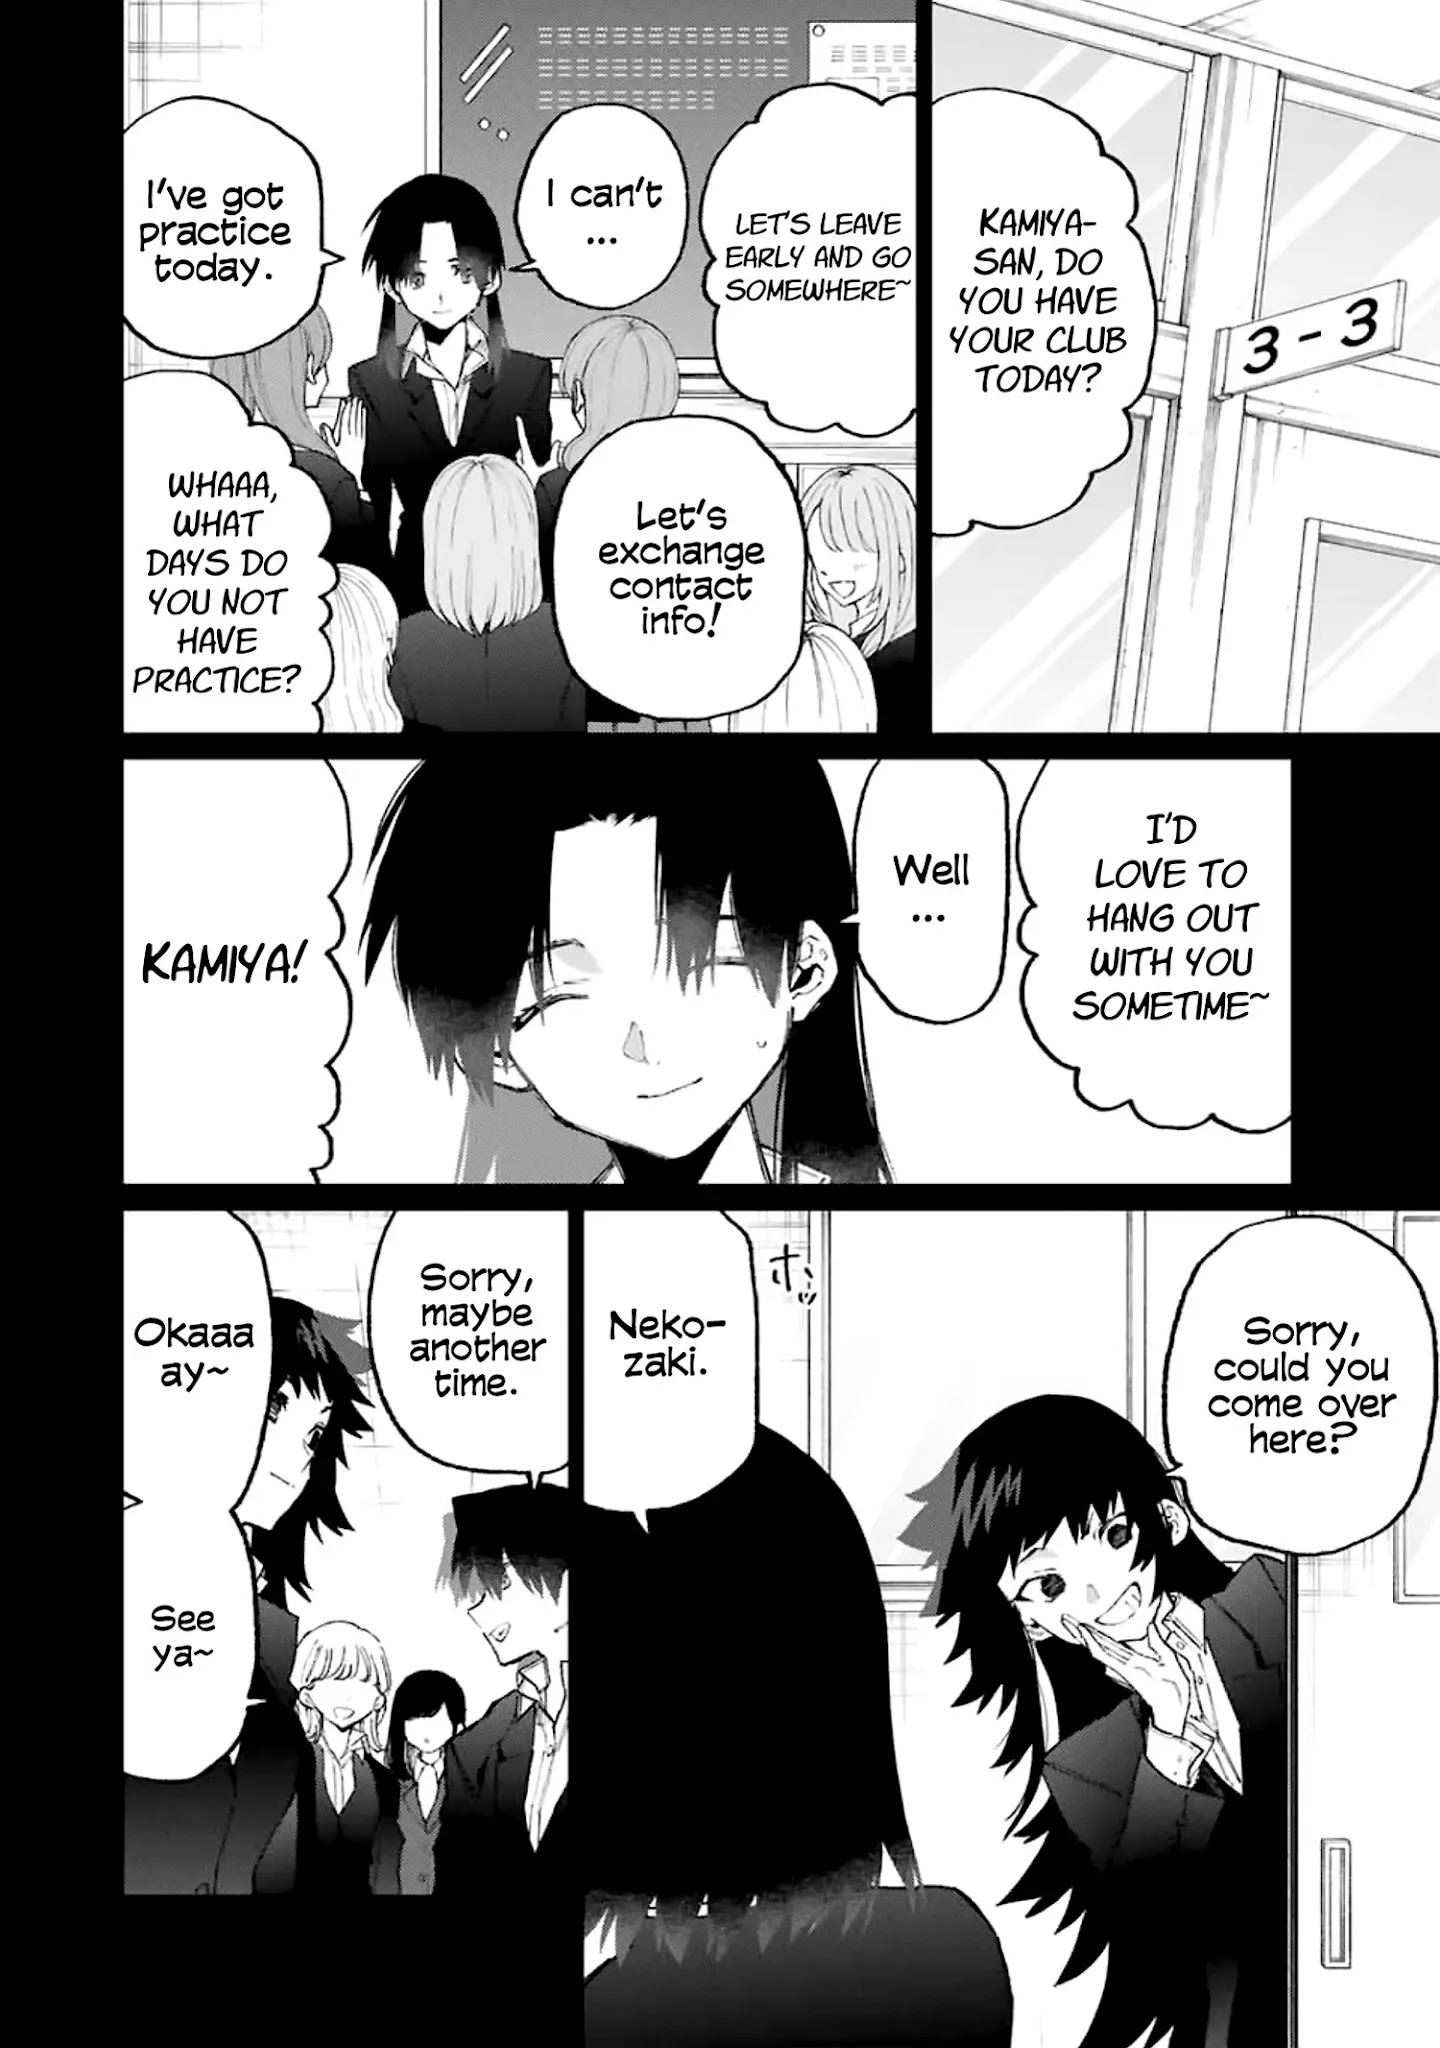 KAMIYA-
SAN, DO
YOU HAVE
YOUR CLUB
TODAY?
3-3
LET'S LEAVE
EARLY AND GO
SOMEWHERE~
I can't
...
I've got
practice
today.
Let's
exchange
contact
info!
WHAAA,
WHAT
DAYS DO
YOU NOT
HAVE
PRACTICE?
I'D
LOVE TO
HANG OUT
WITH YOU
SOMETIME~
Well
...
KAMIYA!
Sorry,
could you
come over
here?
ホッ
Neko-
zaki.
Sorry,
maybe
another
time.
Okaaa
ay~
See
ya~